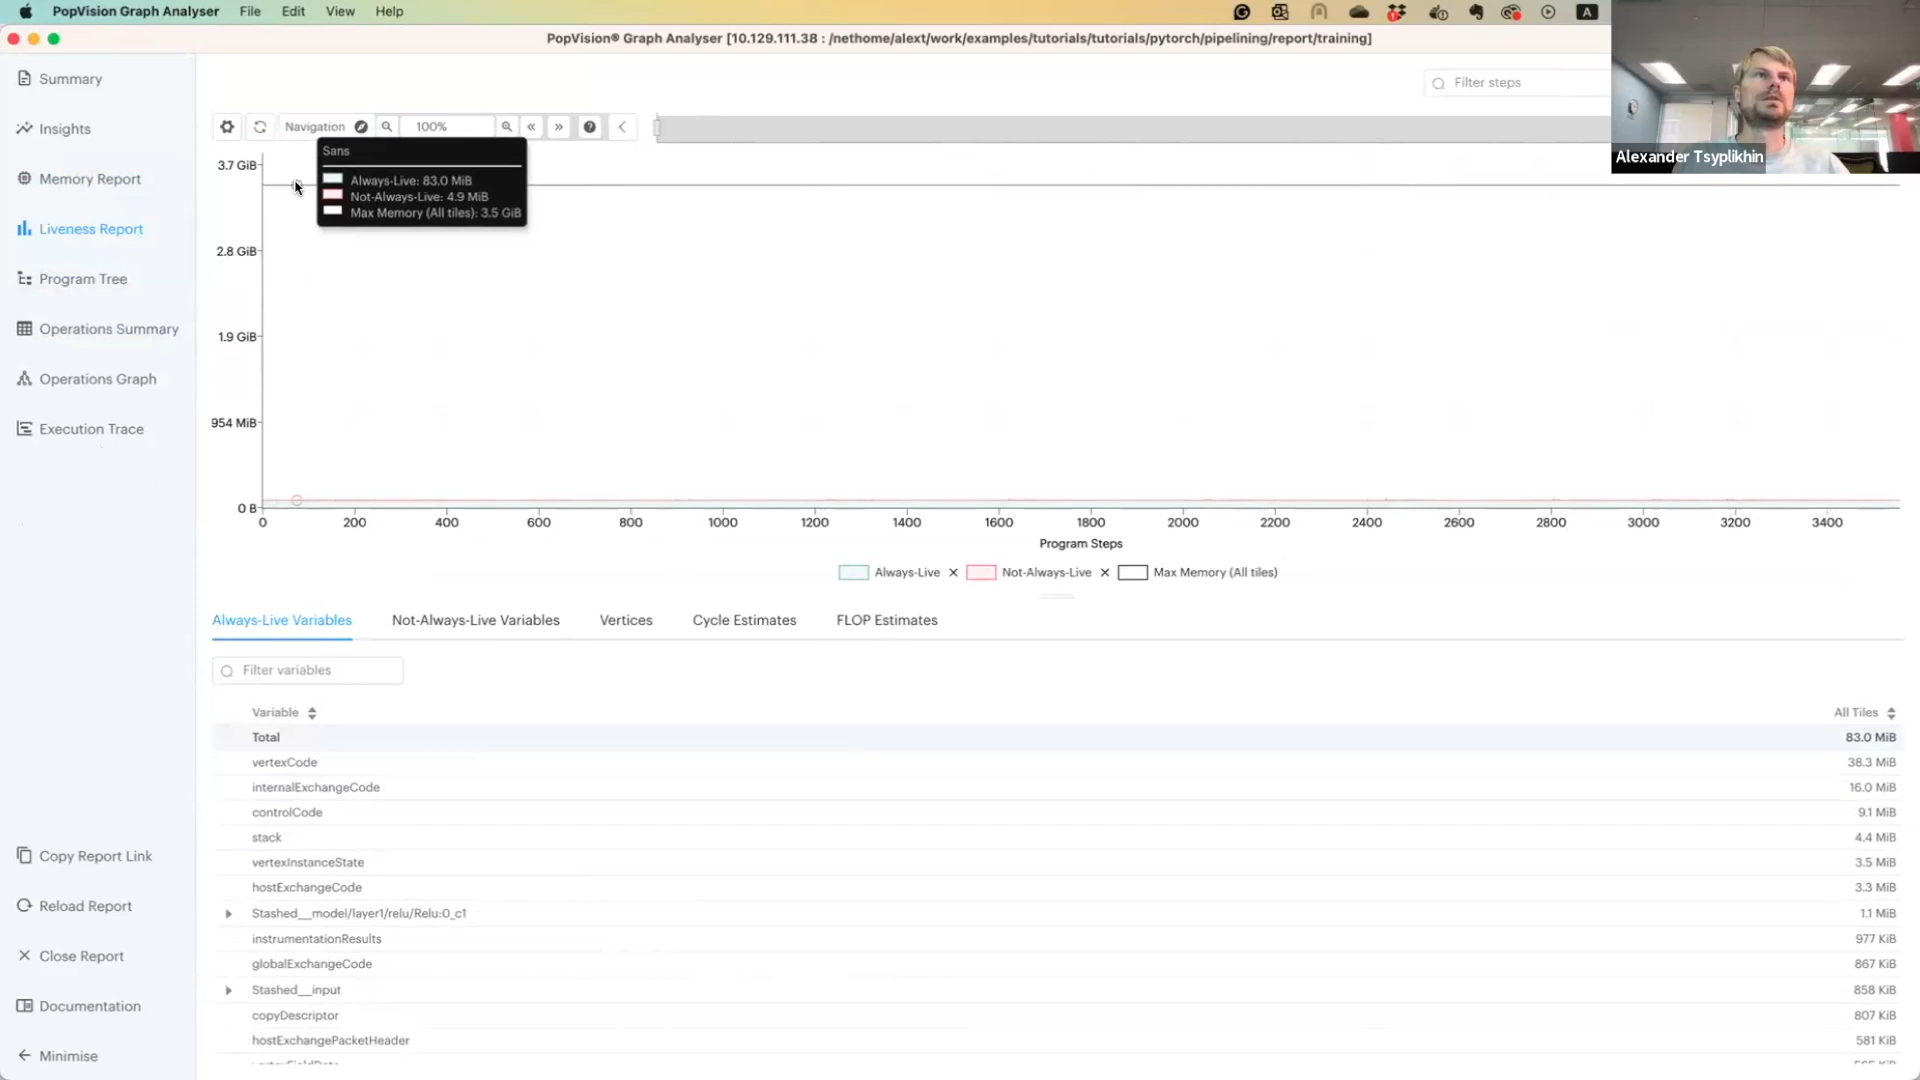 PopVision Graph Analyser File Edit View Help
A
PopVision® Graph Analyser [10.129.111.38 : /nethome/alext/work/examples/tutorials/tutorials/pytorch/pipelining/report/training]
Summary
Insights
Memory Report
Liveness Report
Program Tree
Operations Summary
Operations Graph
Execution Trace
Copy Report Link
Reload Report
Close Report
Documentation
Minimise
Filter steps
Alexander Tsyplikhin
Navigation 100%
Sans
Always-Live: 83.0 MiB
Not-Always-Live: 4.9 MiB
Max Memory (All tiles): 3.5 GiB
3.7 GiB
2.8 GiB
1.9 GiB
954 MiB
0 B
0 200 400 600 800 1000 1200 1400 1600 1800 2000 2200 2400 2600 2800 3000 3200 3400
Program Steps
Always-Live × Not-Always-Live × Max Memory (All tiles)
Always-Live Variables Not-Always-Live Variables Vertices Cycle Estimates FLOP Estimates
Filter variables
Variable All Tiles
Total 83.0 MiB
vertexCode 38.3 MiB
internalExchangeCode 16.0 MiB
controlCode 9.1 MiB
stack 4.4 MiB
vertexInstanceState 3.5 MiB
hostExchangeCode 3.3 MiB
Stashed__model/layer1/relu/Relu:0_c1 1.1 MiB
instrumentationResults 977 KiB
globalExchangeCode 867 KiB
Stashed__input 858 KiB
copyDescriptor 807 KiB
hostExchangePacketHeader 581 KiB